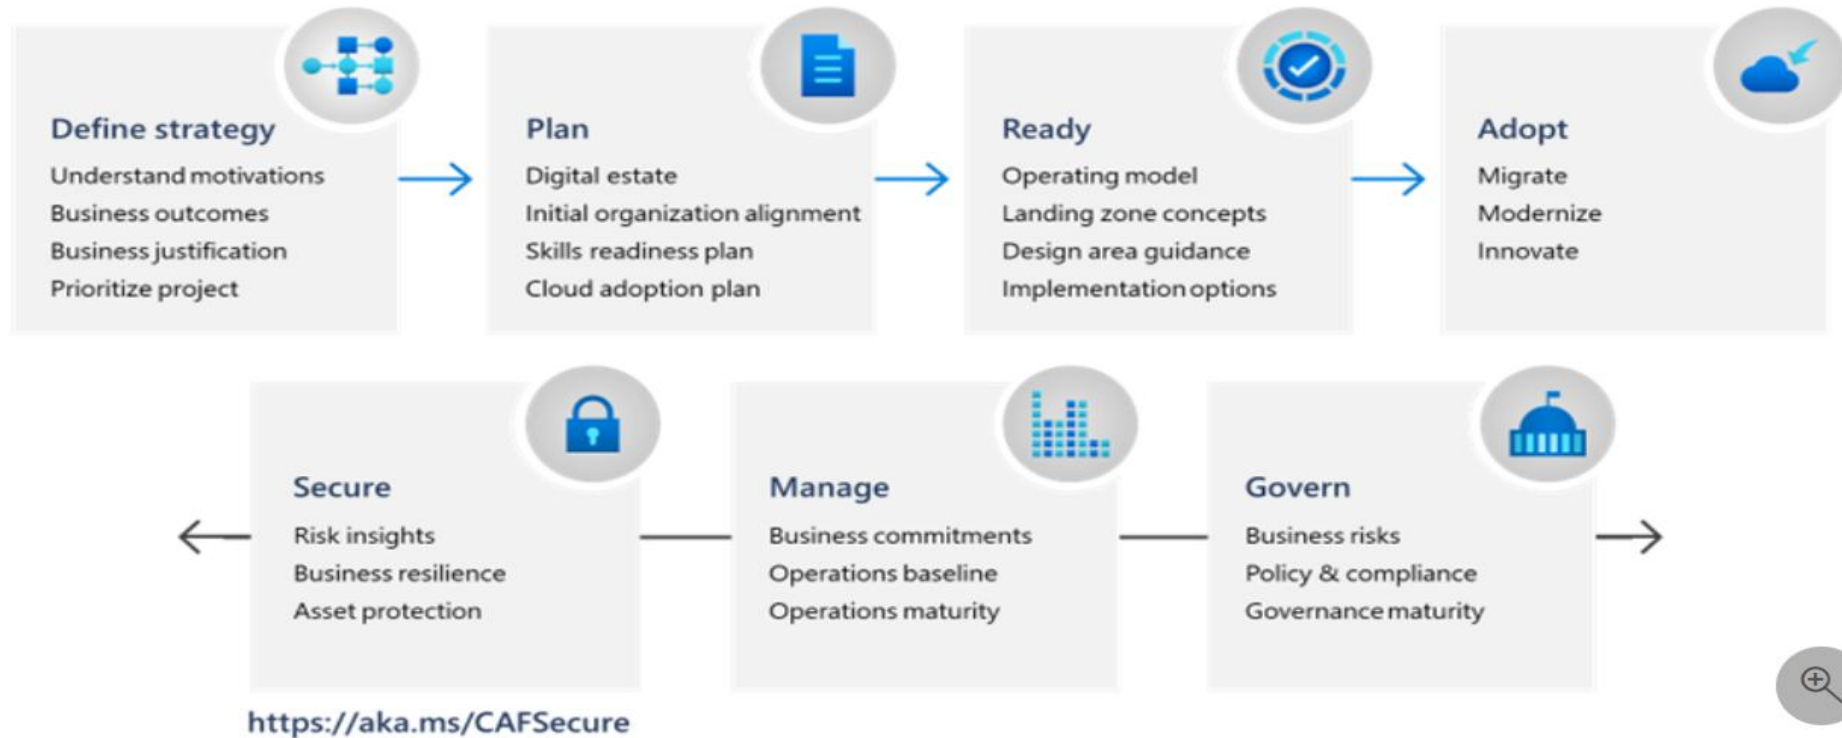 Define strategy
Understand motivations
Business outcomes
Business justification
Prioritize project
Plan
Digital estate
Initial organization alignment
Skills readiness plan
Cloud adoption plan
Ready
Operating model
Landing zone concepts
Design area guidance
Implementation options
Adopt
Migrate
Modernize
Innovate
Secure
Risk insights
Business resilience
Asset protection
Manage
Business commitments
Operations baseline
Operations maturity
Govern
Business risks
Policy & compliance
Governance maturity
https://aka.ms/CAFSecure